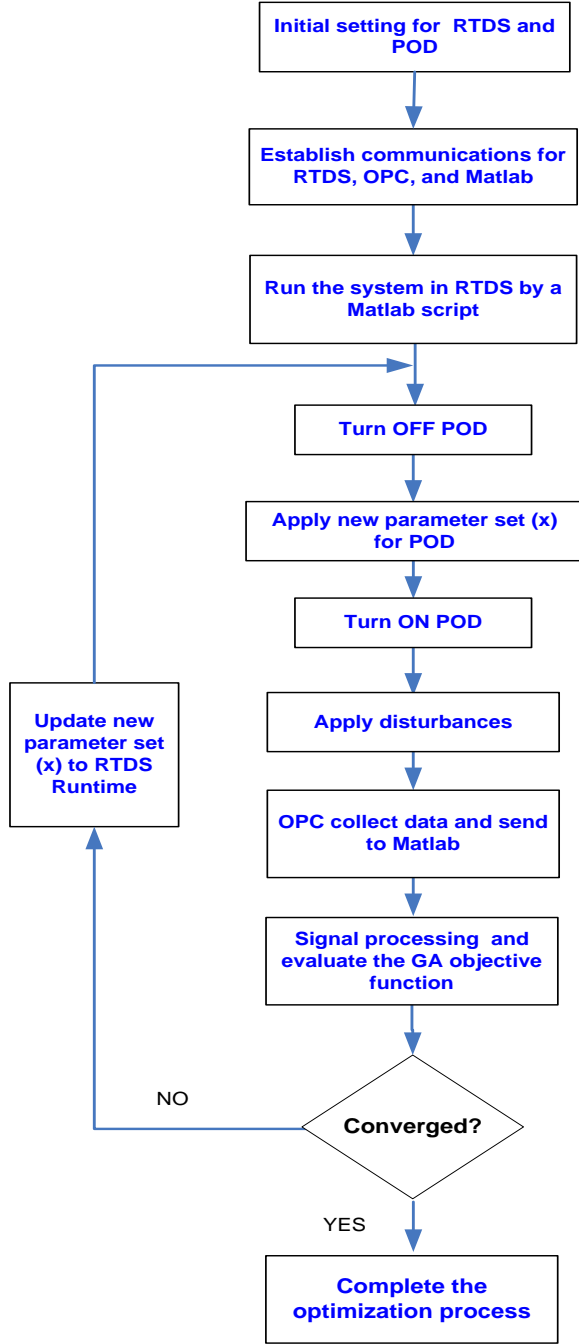 Initial setting for RTDS and
POD
Establish communications for
RTDS, OPC, and Matlab
Run the system in RTDS by a
Matlab script
Turn OFF POD
Apply new parameter set (x)
for POD
Turn ON POD
Apply disturbances
Update new
parameter set
(x) to RTDS
Runtime
OPC collect data and send
to Matlab
Signal processing and
evaluate the GA objective
function
NO
Converged?
YES
Complete the
optimization process